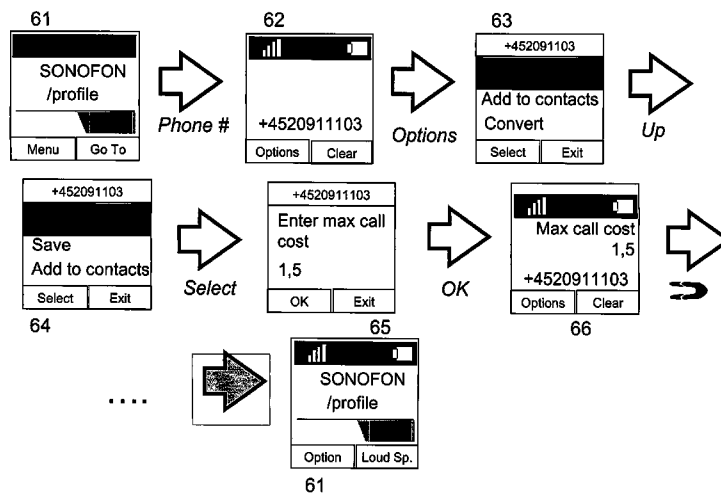 61
SONOFON
/profile
Menu Go To
Phone #
62
+4520911103
Options Clear
Options
63
+452091103
Add to contacts
Convert
Select Exit
Up
+452091103
Save
Add to contacts
Select Exit
64
Select
+4520911103
Enter max call
cost
1,5
OK Exit
65
OK
Max call cost
1,5
+4520911103
Options Clear
66
....
SONOFON
/profile
Option Loud Sp.
61